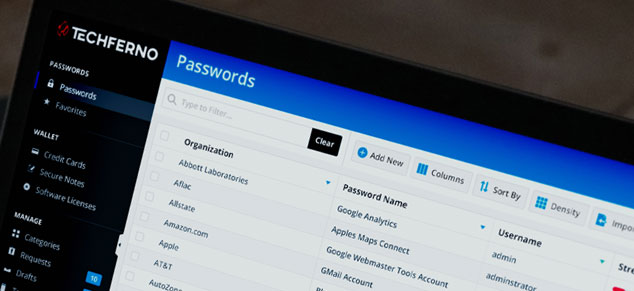 TECHFERNO
PASSWORDS
Passwords
Favorites
WALLET
Credit Cards
Secure Notes
Software Licenses
MANAGE
Categories
Requests
10
Drafts
Passwords
Type to Filter...
Clear
Add New
Columns
Sort By
Density
Organization
Password Name
Username
Abbott Laboratories
Google Analytics
admin
Aflac
Apples Maps Connect
adminstrator
Allstate
Google Webmaster Tools Account
Amazon.com
GMail Account
Apple
Password Manager
AT&T